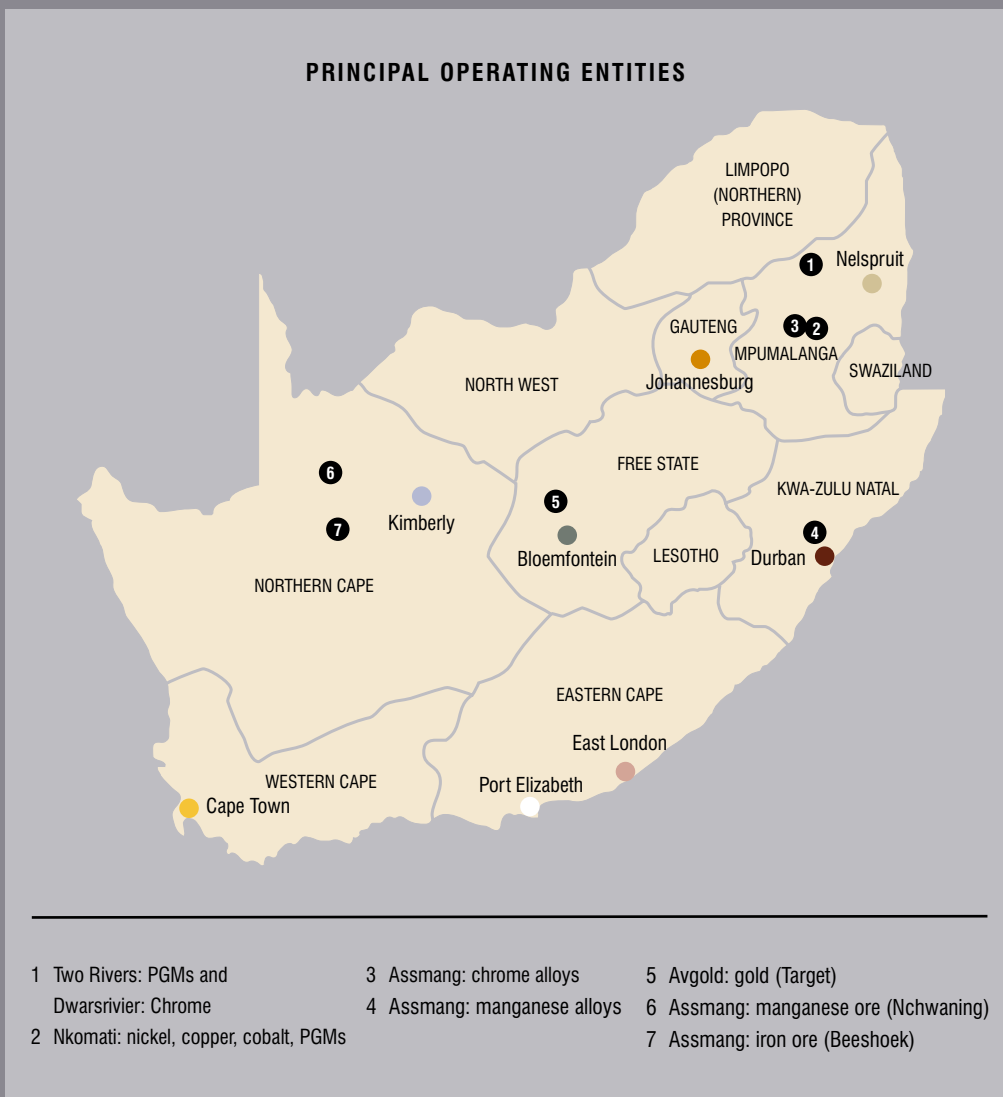 PRINCIPAL OPERATING ENTITIES
LIMPOPO
(NORTHERN)
PROVINCE
1
Nelspruit
GAUTENG
3
2
MPUMALANGA
SWAZILAND
Johannesburg
NORTH WEST
FREE STATE
6
5
KWA-ZULU NATAL
Kimberly
7
4
Bloemfontein
LESOTHO
Durban
NORTHERN CAPE
EASTERN CAPE
East London
WESTERN CAPE
Port Elizabeth
Cape Town
1 Two Rivers: PGMs and
Dwarsrivier: Chrome
2 Nkomati: nickel, copper, cobalt, PGMs
3 Assmang: chrome alloys
4 Assmang: manganese alloys
5 Avgold: gold (Target)
6 Assmang: manganese ore (Nchwaning)
7 Assmang: iron ore (Beeshoek)